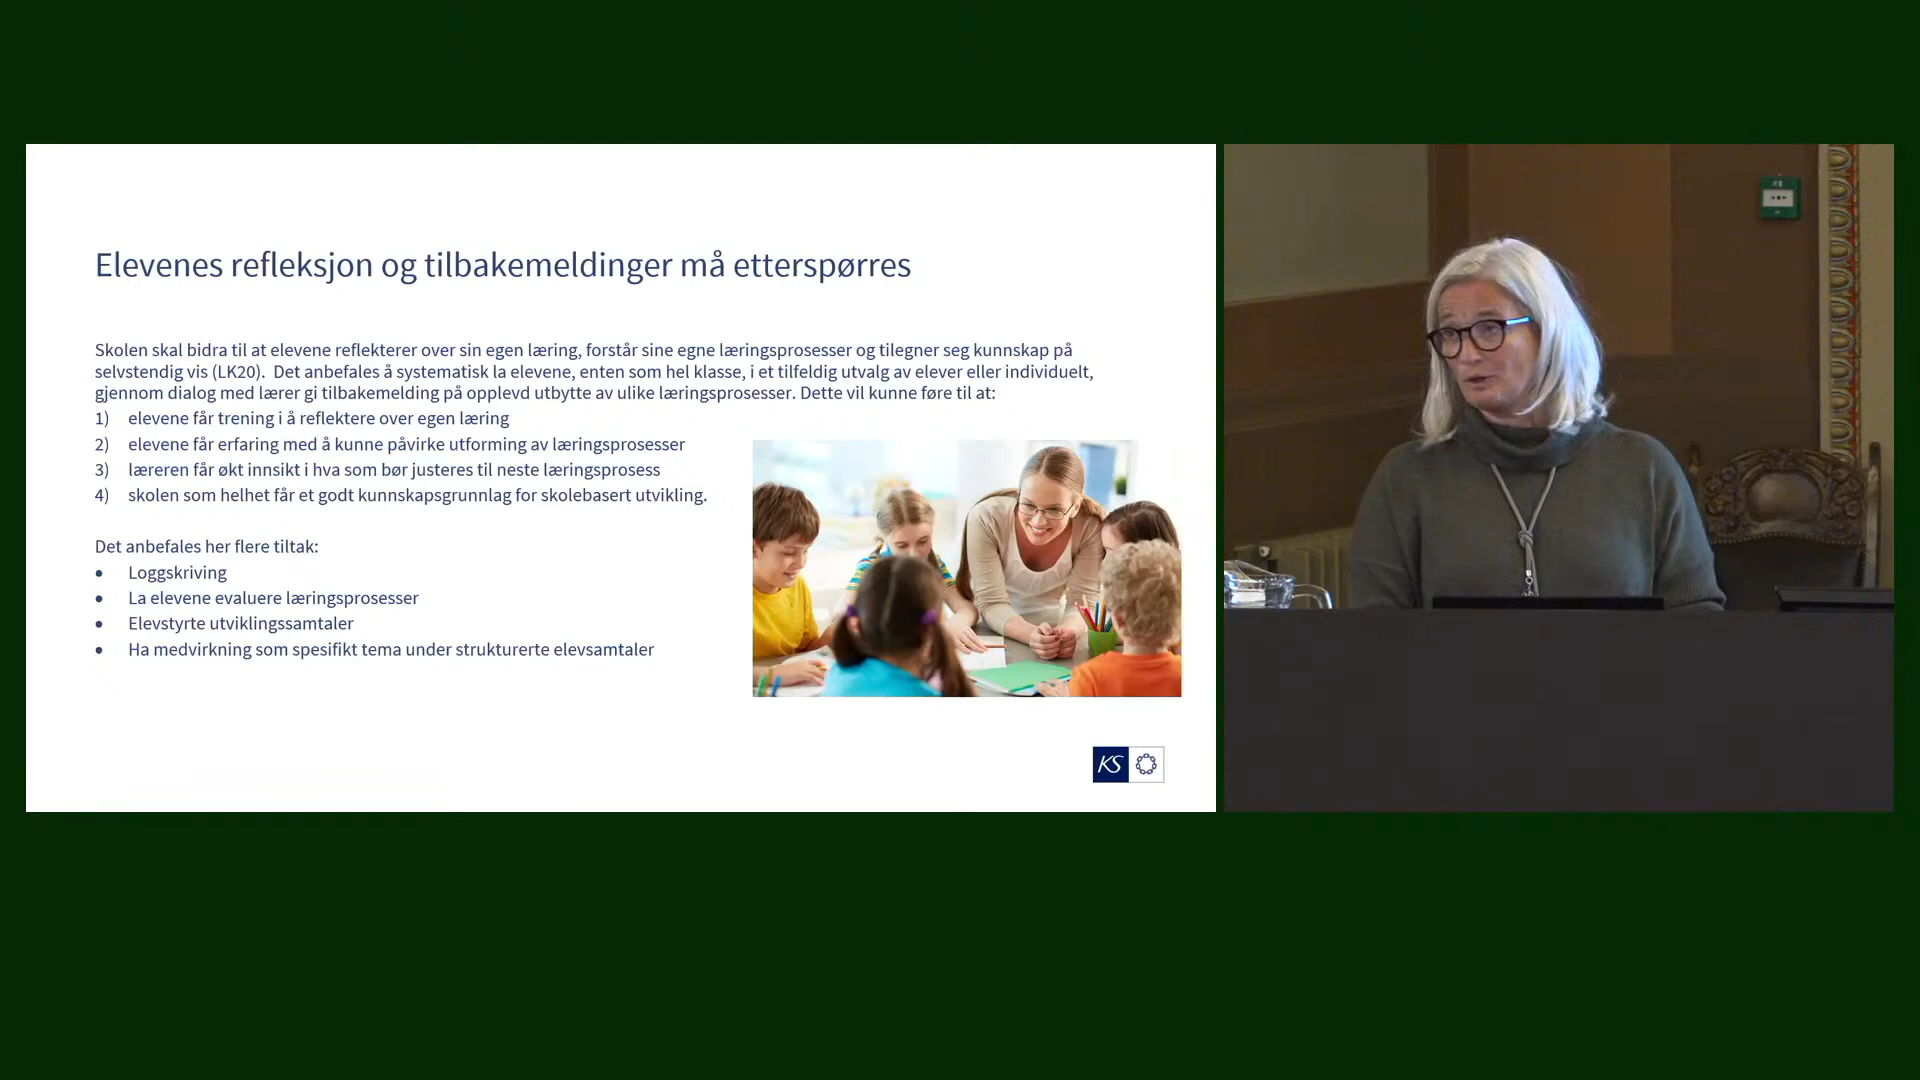 Elevenes refleksjon og tilbakemeldinger må etterspørres
Skolen skal bidra til at elevene reflekterer over sin egen læring, forstår sine egne læringsprosesser og tilegner seg kunnskap på
selvstendig vis (LK20).  Det anbefales å systematisk la elevene, enten som hel klasse, i et tilfeldig utvalg av elever eller individuelt,
gjennom dialog med lærer gi tilbakemelding på opplevd utbytte av ulike læringsprosesser. Dette vil kunne føre til at:
1) elevene får trening i å reflektere over egen læring
2) elevene får erfaring med å kunne påvirke utforming av læringsprosesser
3) læreren får økt innsikt i hva som bør justeres til neste læringsprosess
4) skolen som helhet får et godt kunnskapsgrunnlag for skolebasert utvikling.
Det anbefales her flere tiltak:
• Loggskriving
• La elevene evaluere læringsprosesser
• Elevstyrte utviklingssamtaler
• Ha medvirkning som spesifikt tema under strukturerte elevsamtaler
KS